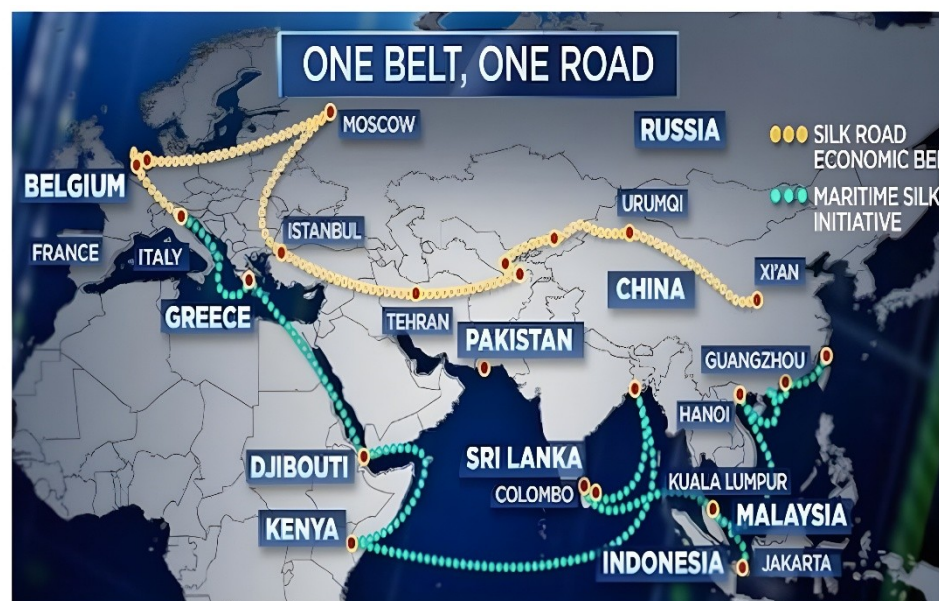 ONE BELT, ONE ROAD
MOSCOW
RUSSIA
SILK ROAD
ECONOMIC BE
MARITIME SILK
INITIATIVE
BELGIUM
URUMQI
FRANCE
ITALY
ISTANBUL
XI'AN
CHINA
GREECE
TEHRAN
PAKISTAN
GUANGZHOU
HANOI
DJIBOUTI
SRI LANKA
COLOMBO
KUALA LUMPUR
MALAYSIA
KENYA
INDONESIA
JAKARTA